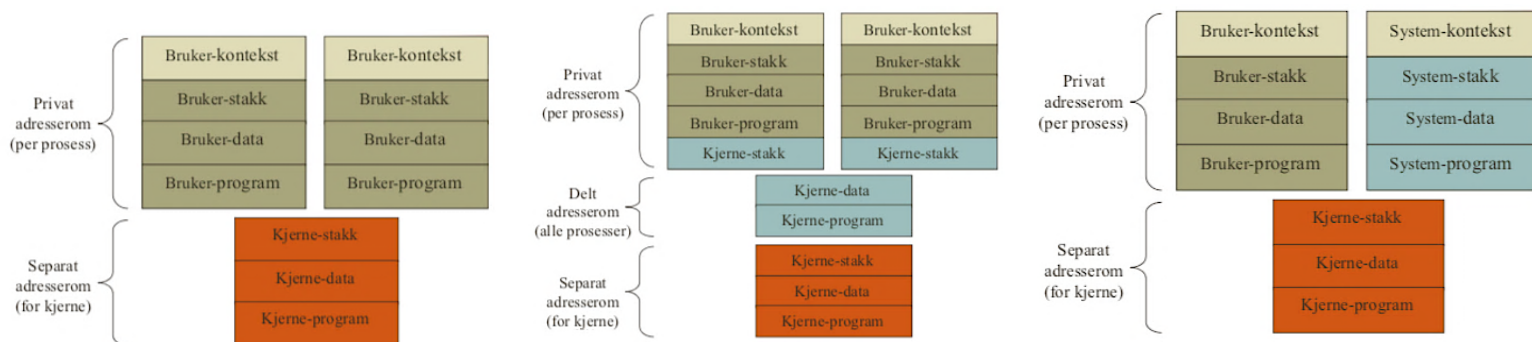 Privat
adresserom
(per prosess)
Bruker-kontekst
Bruker-stakk
Bruker-data
Bruker-program
Bruker-kontekst
Bruker-stakk
Bruker-data
Bruker-program
Separat
adresserom
(for kjerne)
Kjerne-stakk
Kjerne-data
Kjerne-program
Privat
adresserom
(per prosess)
Bruker-kontekst
Bruker-stakk
Bruker-data
Bruker-program
Kjerne-stakk
Bruker-kontekst
Bruker-stakk
Bruker-data
Bruker-program
Kjerne-stakk
Delt
adresserom
(alle prosesser)
Kjerne-data
Kjerne-program
Separat
adresserom
(for kjerne)
Kjerne-stakk
Kjerne-data
Kjerne-program
Privat
adresserom
(per prosess)
Bruker-kontekst
Bruker-stakk
Bruker-data
Bruker-program
System-kontekst
System-stakk
System-data
System-program
Separat
adresserom
(for kjerne)
Kjerne-stakk
Kjerne-data
Kjerne-program